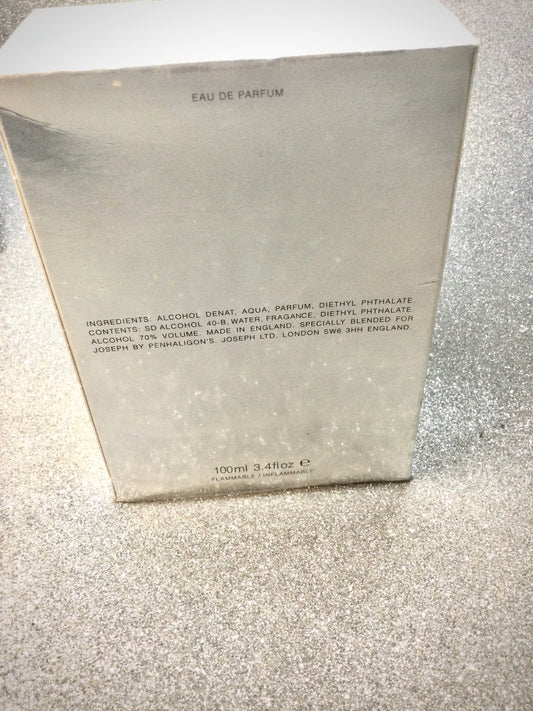 EAU DE PARFUM
INGREDIENTS: ALCOHOL DENAT, AQUA, PARFUM, DIETHYL PHTHALATE.
CONTENTS: SD ALCOHOL 40-B, WATER, FRAGANCE, DIETHYL PHTHALATE
ALCOHOL 70% VOLUME. MADE IN ENGLAND. SPECIALLY BLENDED FOR
JOSEPH BY PENHALIGON'S. JOSEPH LTD. LONDON SW6 3HH ENGLAND.
100ml 3.4floz ℮
FLAMMABLE / INFLAMMABLE